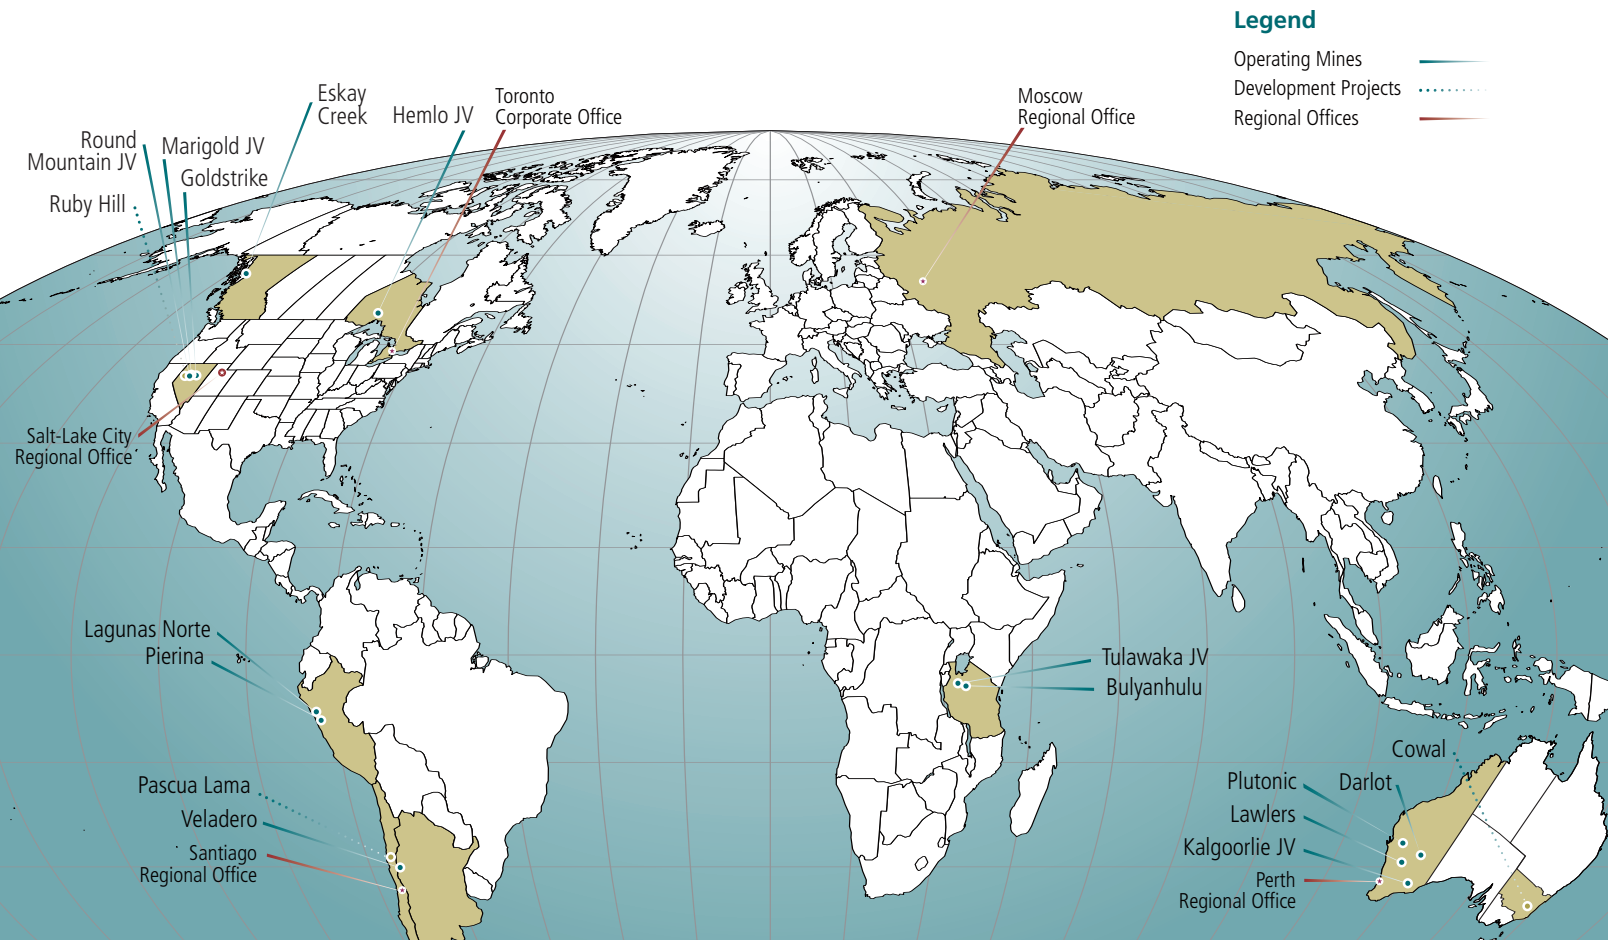 Legend
Operating Mines
Development Projects
Regional Offices
Eskay
Creek
Hemlo JV
Toronto
Corporate Office
Moscow
Regional Office
Round
Mountain JV
Marigold JV
Goldstrike
Ruby Hill
Salt-Lake City
Regional Office
Lagunas Norte
Pierina
Tulawaka JV
Bulyanhulu
Pascua Lama
Veladero
Santiago
Regional Office
Cowal
Plutonic
Darlot
Lawlers
Kalgoorlie JV
Perth
Regional Office